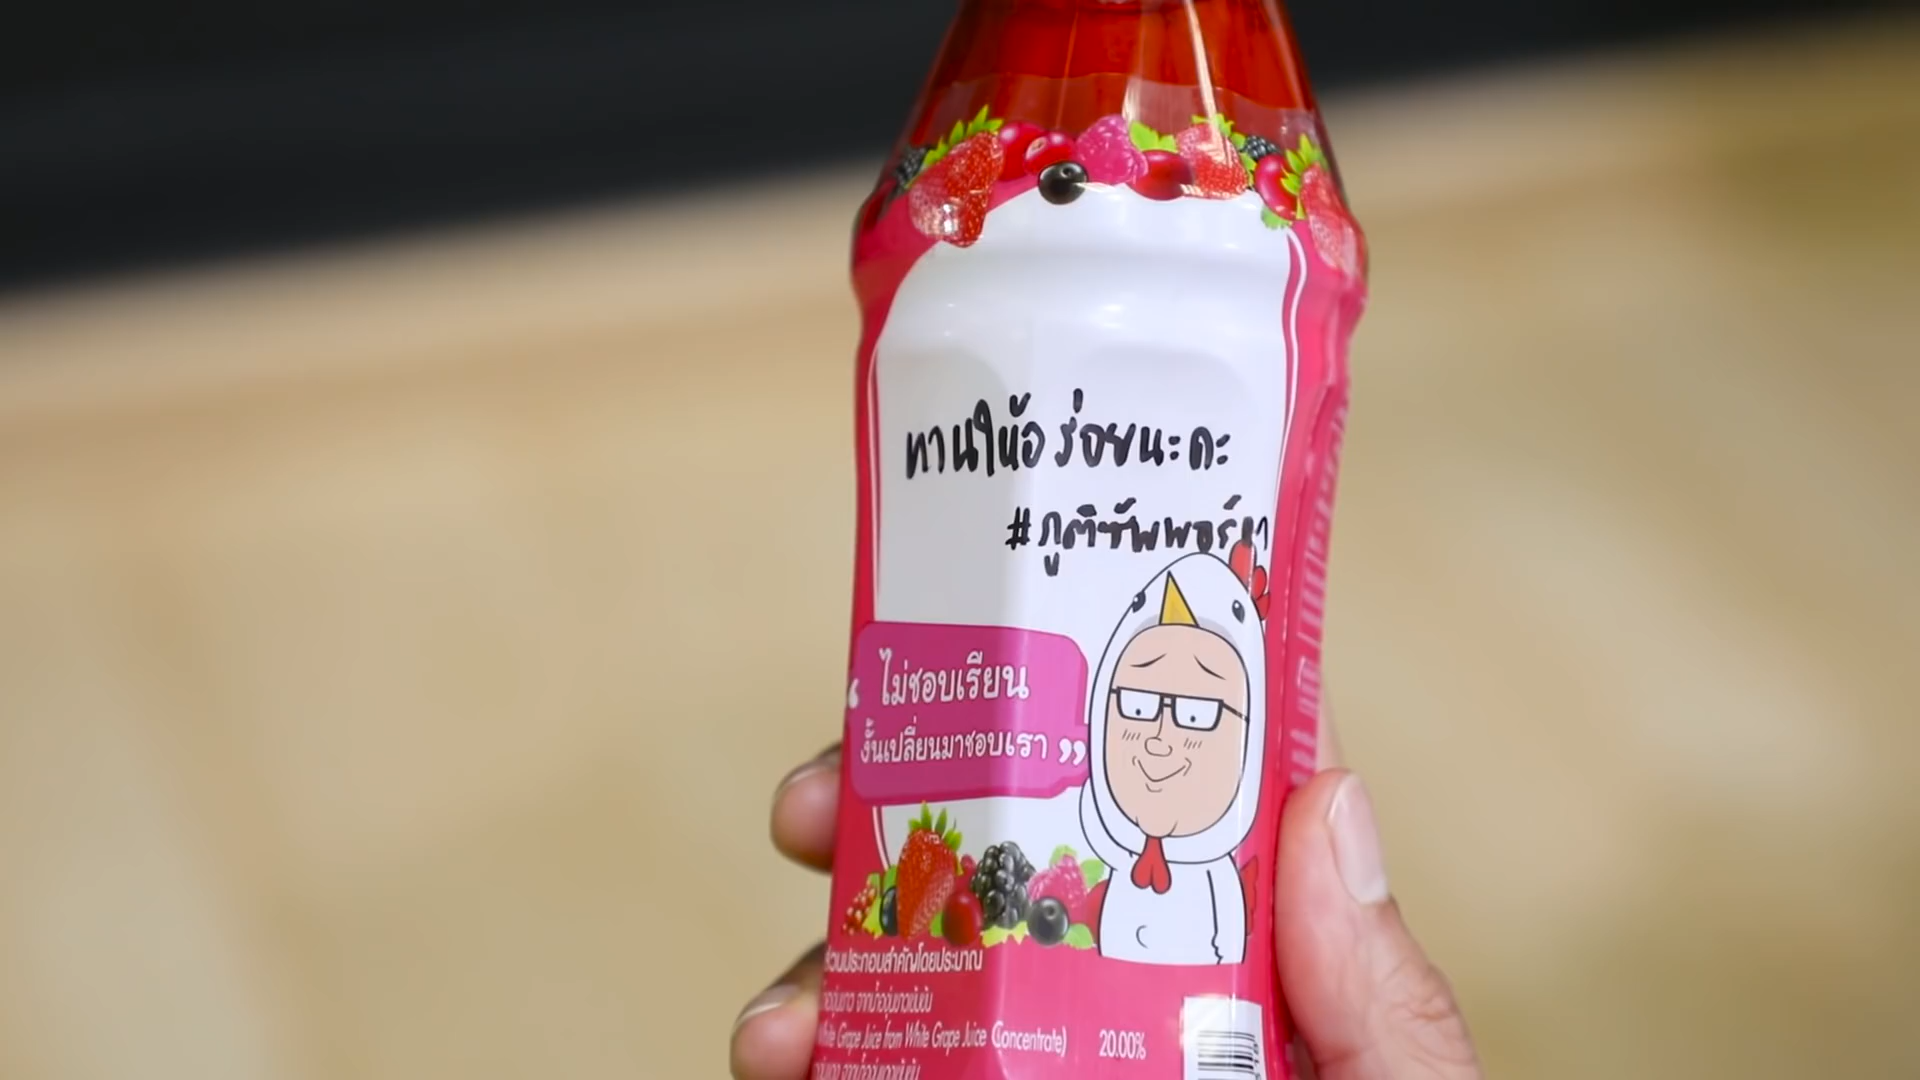 ทานให้อร่อยนะคะ
#ภูติซัพพอร์ตา
“ ไม่ชอบเรียน
งั้นเปลี่ยนมาชอบเรา ”
ส่วนประกอบสำคัญโดยประมาณ
White Grape Juice from White Grape Juice Concentrate) 20.00%